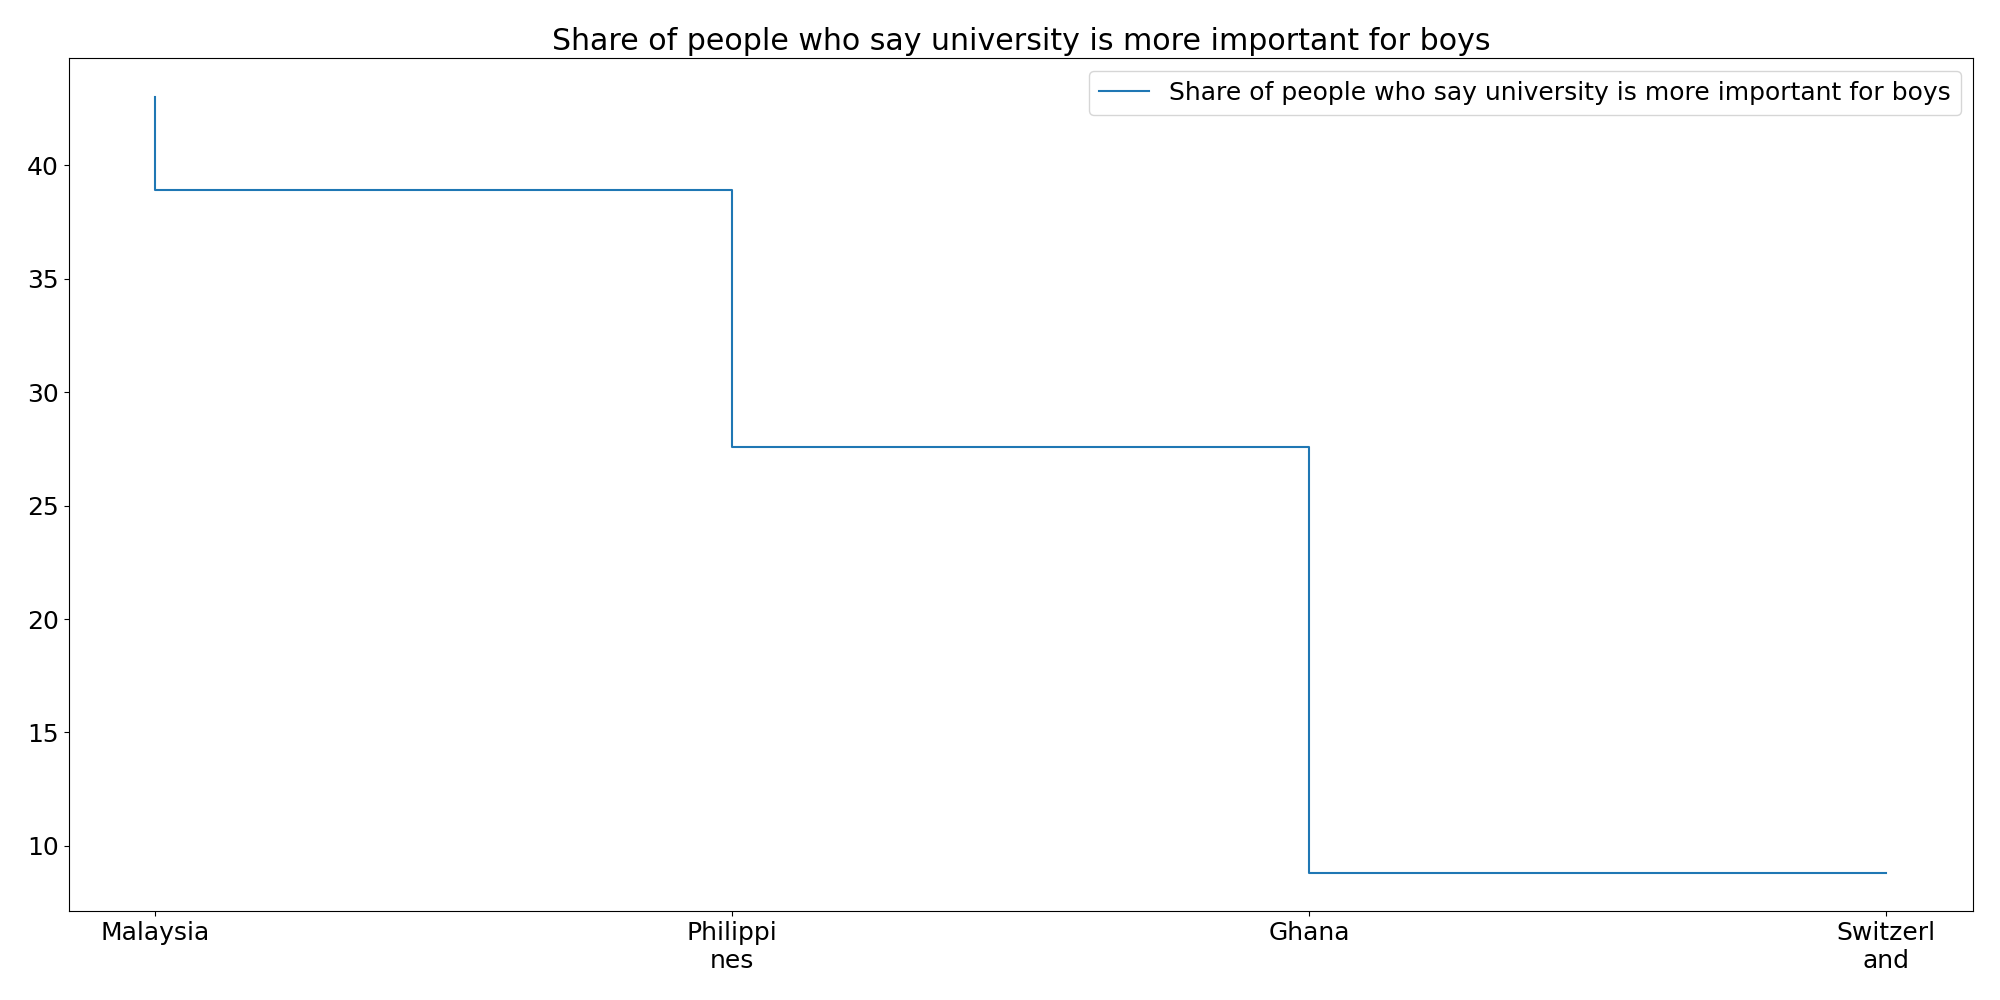 Share of people who say university is more important for boys
Share of people who say university is more important for boys
40
35
30
25
20
15
10
Malaysia
Philippi
nes
Ghana
Switzerl
and